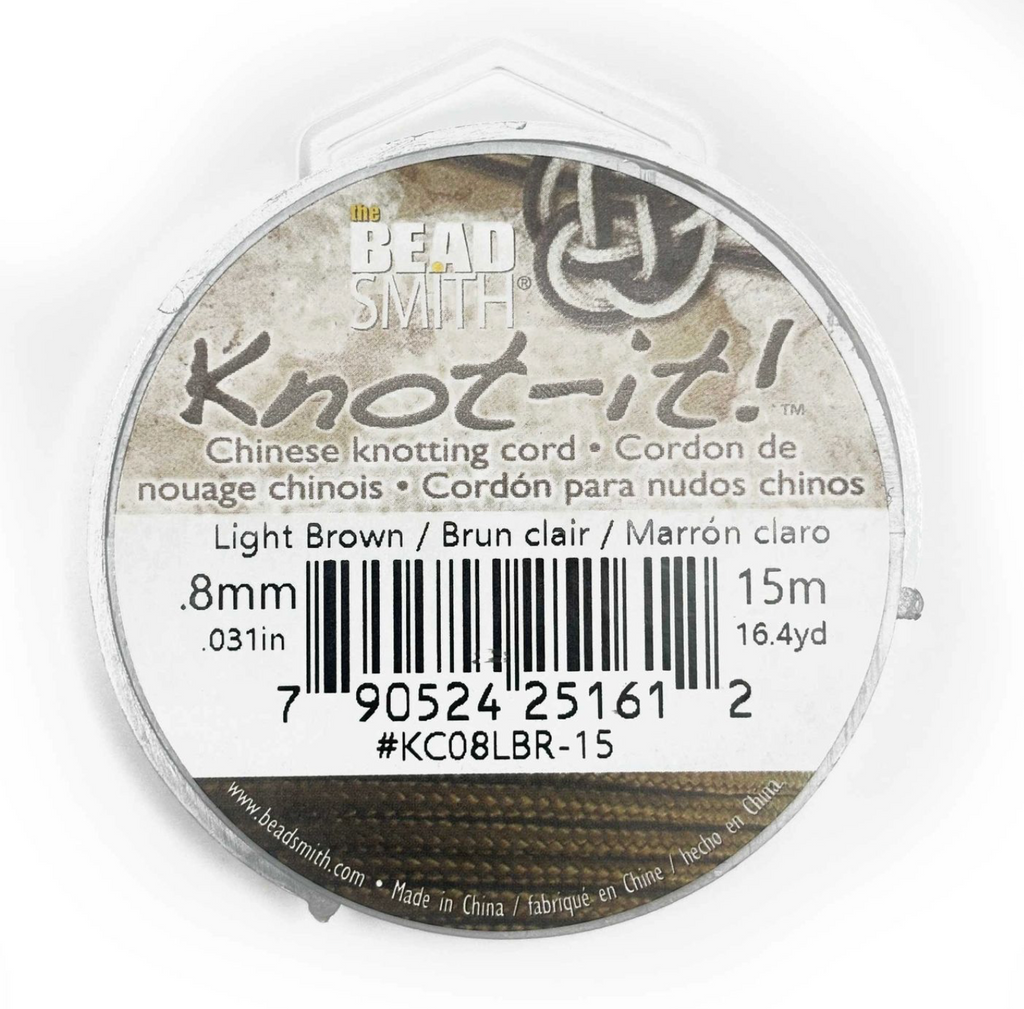 the
BEAD
SMITH®
Knot-it!™
Chinese knotting cord • Cordon de
nouage chinois • Cordón para nudos chinos
Light Brown / Brun clair / Marrón claro
.8mm
.031in
15m
16.4yd
7 90524 25161 2
#KC08LBR-15
www.beadsmith.com • Made in China / fabriqué en Chine / hecho en China